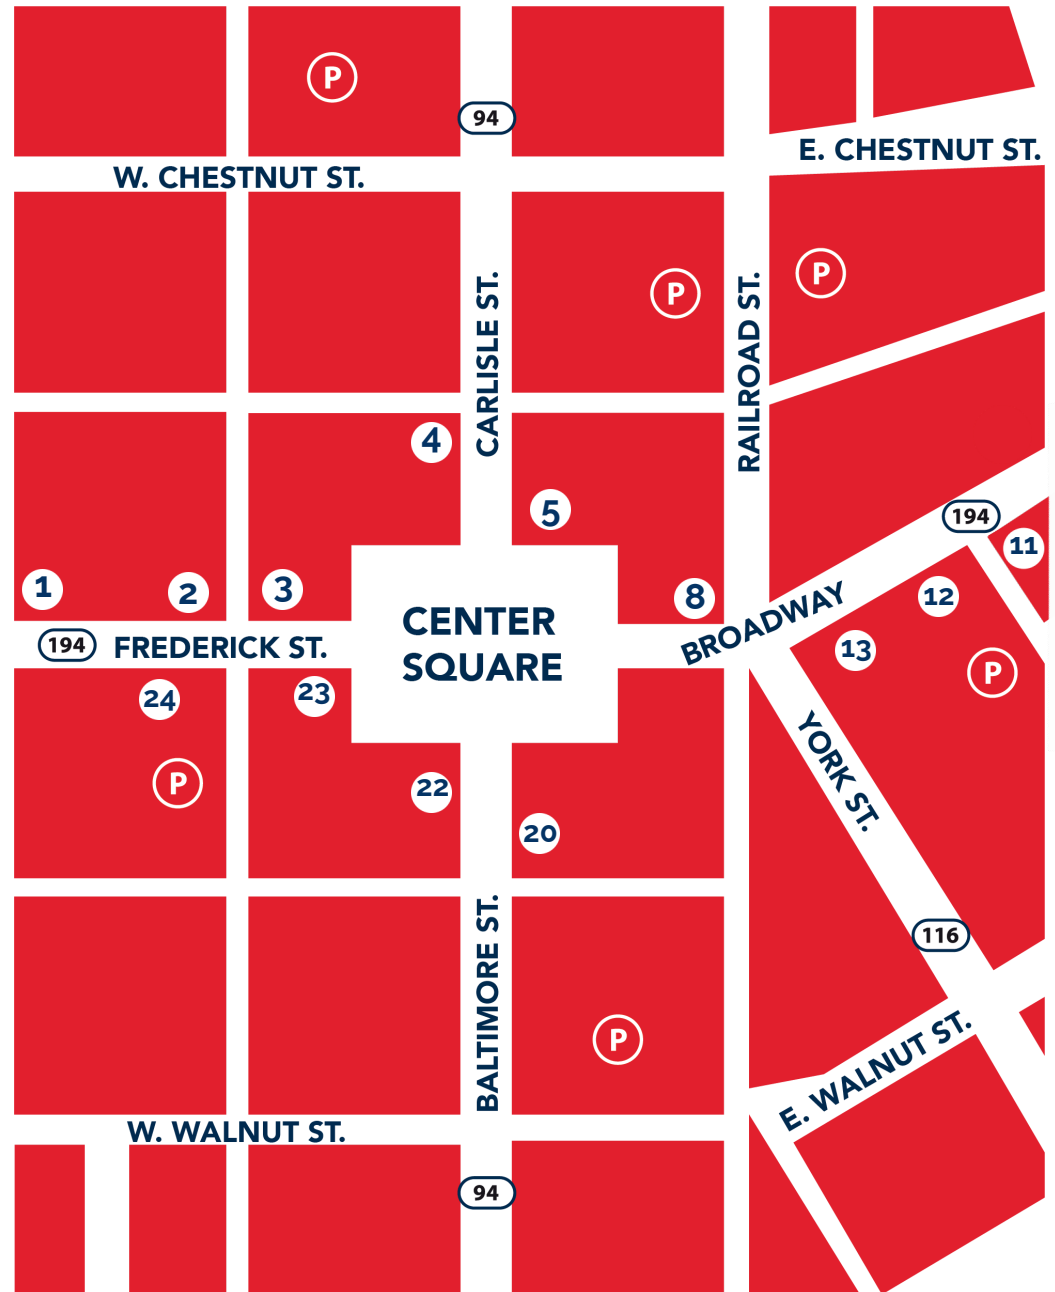 P
94
W. CHESTNUT ST.
E. CHESTNUT ST.
P
P
CARLISLE ST.
RAILROAD ST.
4
5
194
11
1
2
3
8
12
CENTER
SQUARE
BROADWAY
194
FREDERICK ST.
13
P
24
23
P
22
20
YORK ST.
116
BALTIMORE ST.
P
E. WALNUT ST.
W. WALNUT ST.
94